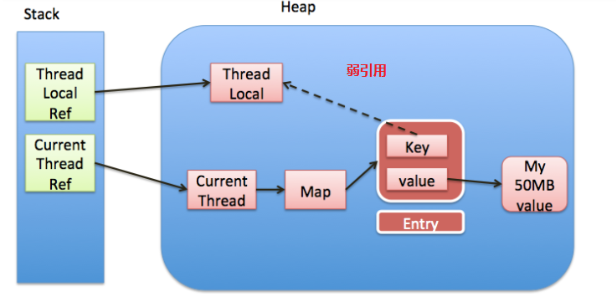 Stack
Heap
Thread
Local
Ref
Thread
Local
弱引用
Current
Thread
Ref
Key
value
Current
Thread
Map
My
50MB
value
Entry